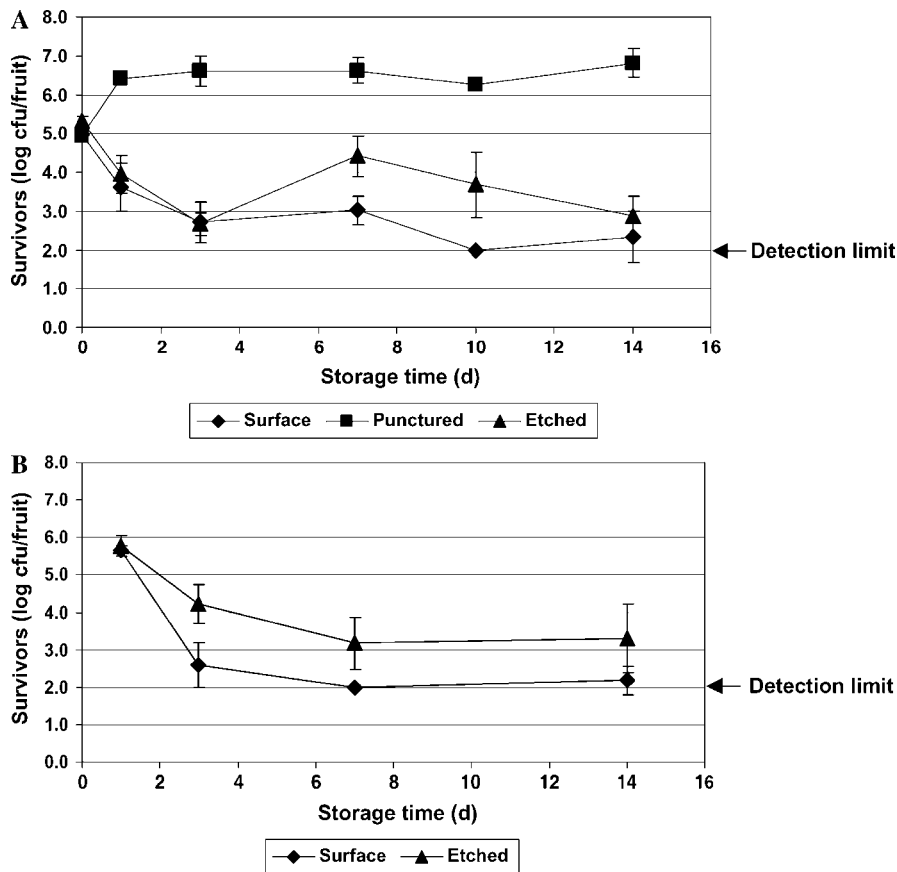 A
Survivors (log cfu/fruit)
8.0
7.0
6.0
5.0
4.0
3.0
2.0
1.0
0.0
Detection limit
0 2 4 6 8 10 12 14 16
Storage time (d)
Surface Punctured Etched
B
Survivors (log cfu/fruit)
8.0
7.0
6.0
5.0
4.0
3.0
2.0
1.0
0.0
Detection limit
0 2 4 6 8 10 12 14 16
Storage time (d)
Surface Etched